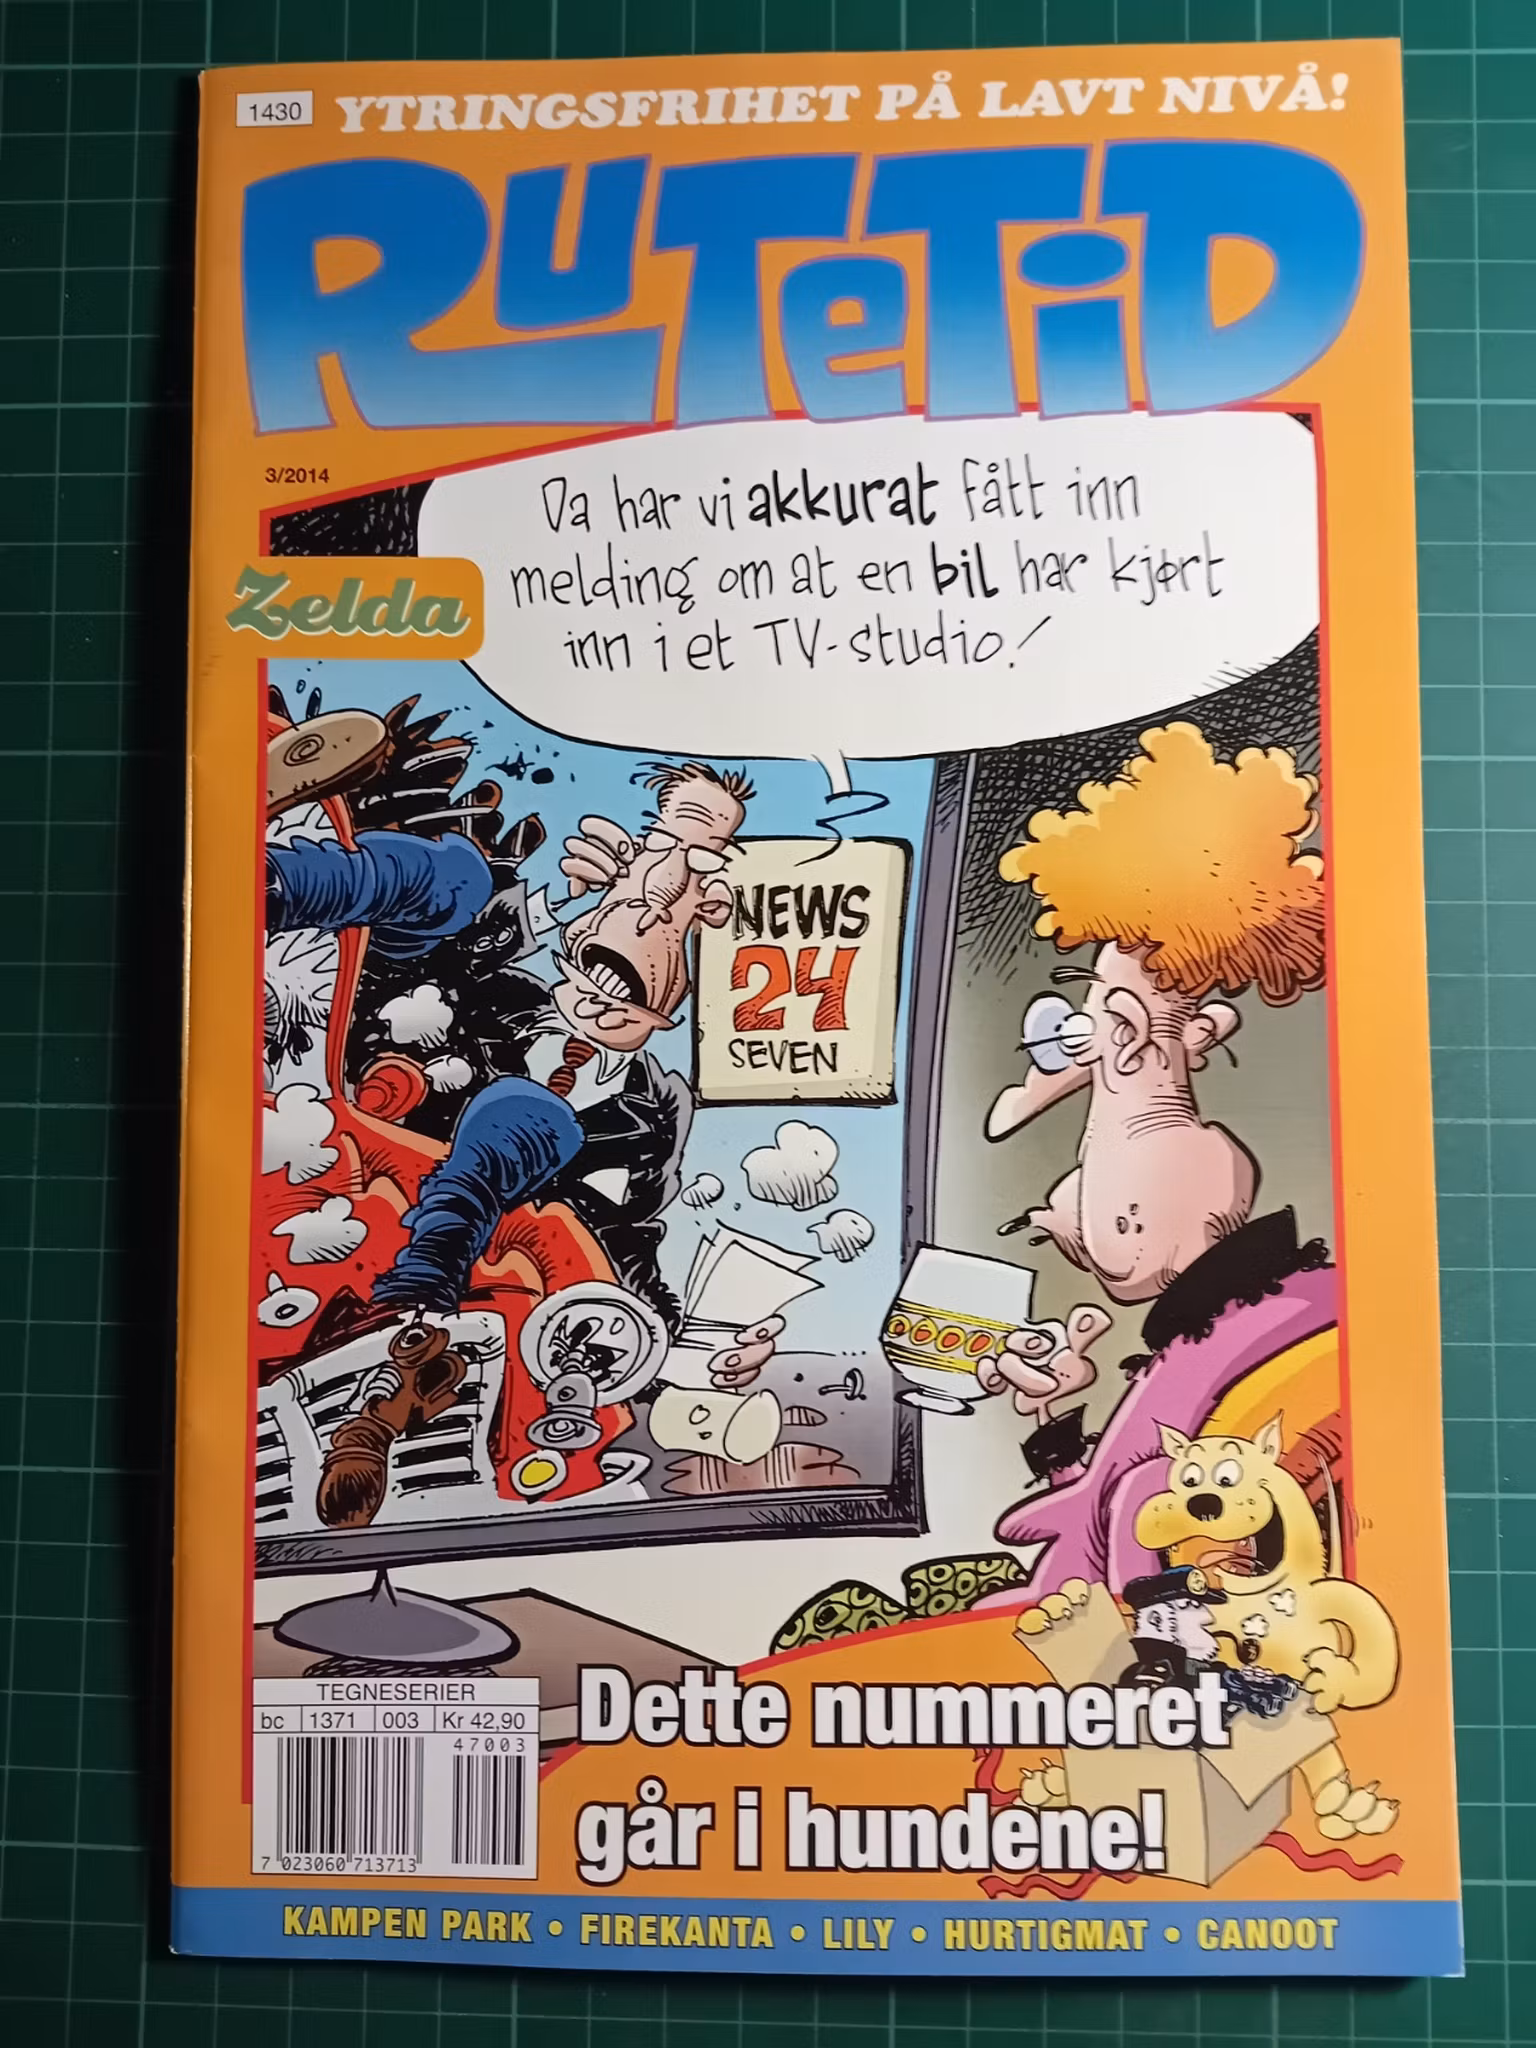 1430
YTRINGSFRIHET PÅ LAVT NIVÅ!
RUTETID
3/2014
Da har vi akkurat fått inn
melding om at en bil har kjørt
inn i et TV-studio!
Zelda
NEWS
24
SEVEN
TEGNESERIER
bc 1371 003 Kr 42,90
47003
7 023060 713713
Dette nummeret
går i hundene!
KAMPEN PARK • FIREKANTA • LILY • HURTIGMAT • CANOOT